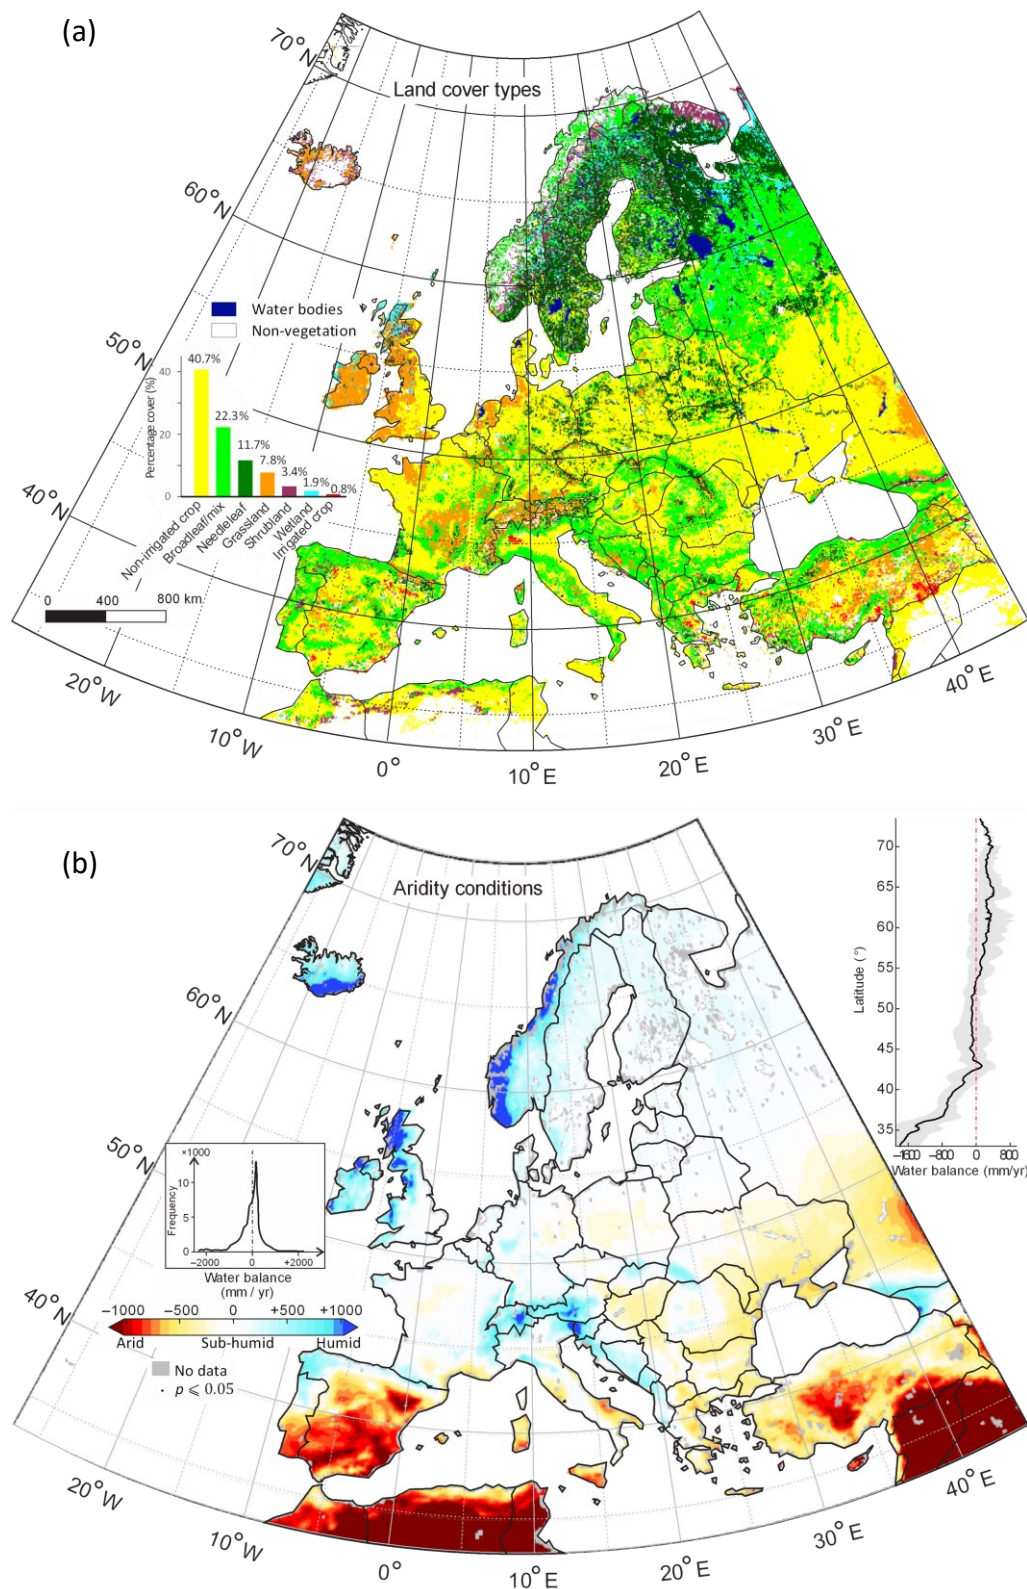 (a)
Land cover types
70°N
60°N
50°N
40°N
Water bodies
Non-vegetation
Percentage cover (%)
40
20
0
40.7%
22.3%
11.7%
7.8%
3.4%
1.9%
0.8%
Non-irrigated crop
Broadleaf/mix
Needleleaf
Grassland
Shrubland
Wetland
Irrigated crop
0 400 800 km
20°W
10°W
0°
10°E
20°E
30°E
40°E
(b)
Aridity conditions
70°N
60°N
50°N
40°N
Latitude (°)
70
65
60
55
50
45
40
35
−1600 −800 0 800
Water balance (mm/yr)
×1000
Frequency
10
5
0
−2000 0 +2000
Water balance
(mm / yr)
−1000 −500 0 +500 +1000
Arid Sub-humid Humid
No data
· p ⩽ 0.05
20°W
10°W
0°
10°E
20°E
30°E
40°E